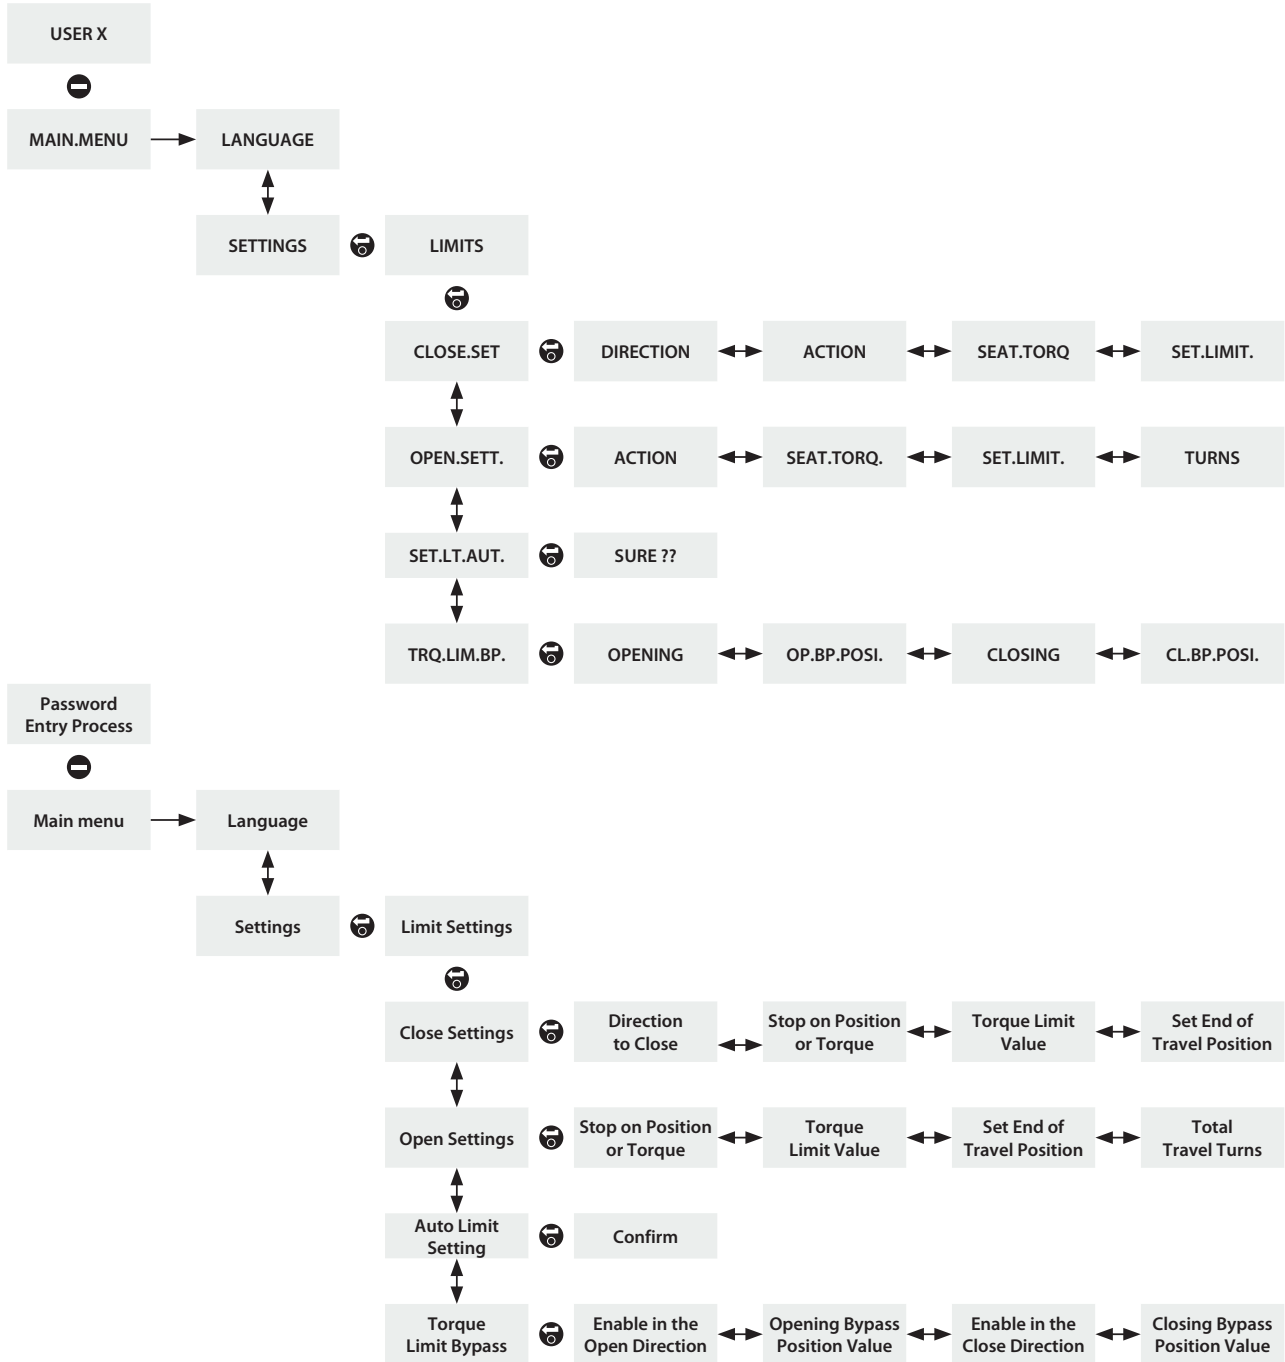 USER X
MAIN.MENU
LANGUAGE
SETTINGS
LIMITS
CLOSE.SET
DIRECTION
ACTION
SEAT.TORQ
SET.LIMIT.
OPEN.SETT.
ACTION
SEAT.TORQ.
SET.LIMIT.
TURNS
SET.LT.AUT.
SURE ??
TRQ.LIM.BP.
OPENING
OP.BP.POSI.
CLOSING
CL.BP.POSI.
Password
Entry Process
Main menu
Language
Settings
Limit Settings
Close Settings
Direction
to Close
Stop on Position
or Torque
Torque Limit
Value
Set End of
Travel Position
Open Settings
Stop on Position
or Torque
Torque
Limit Value
Set End of
Travel Position
Total
Travel Turns
Auto Limit
Setting
Confirm
Torque
Limit Bypass
Enable in the
Open Direction
Opening Bypass
Position Value
Enable in the
Close Direction
Closing Bypass
Position Value